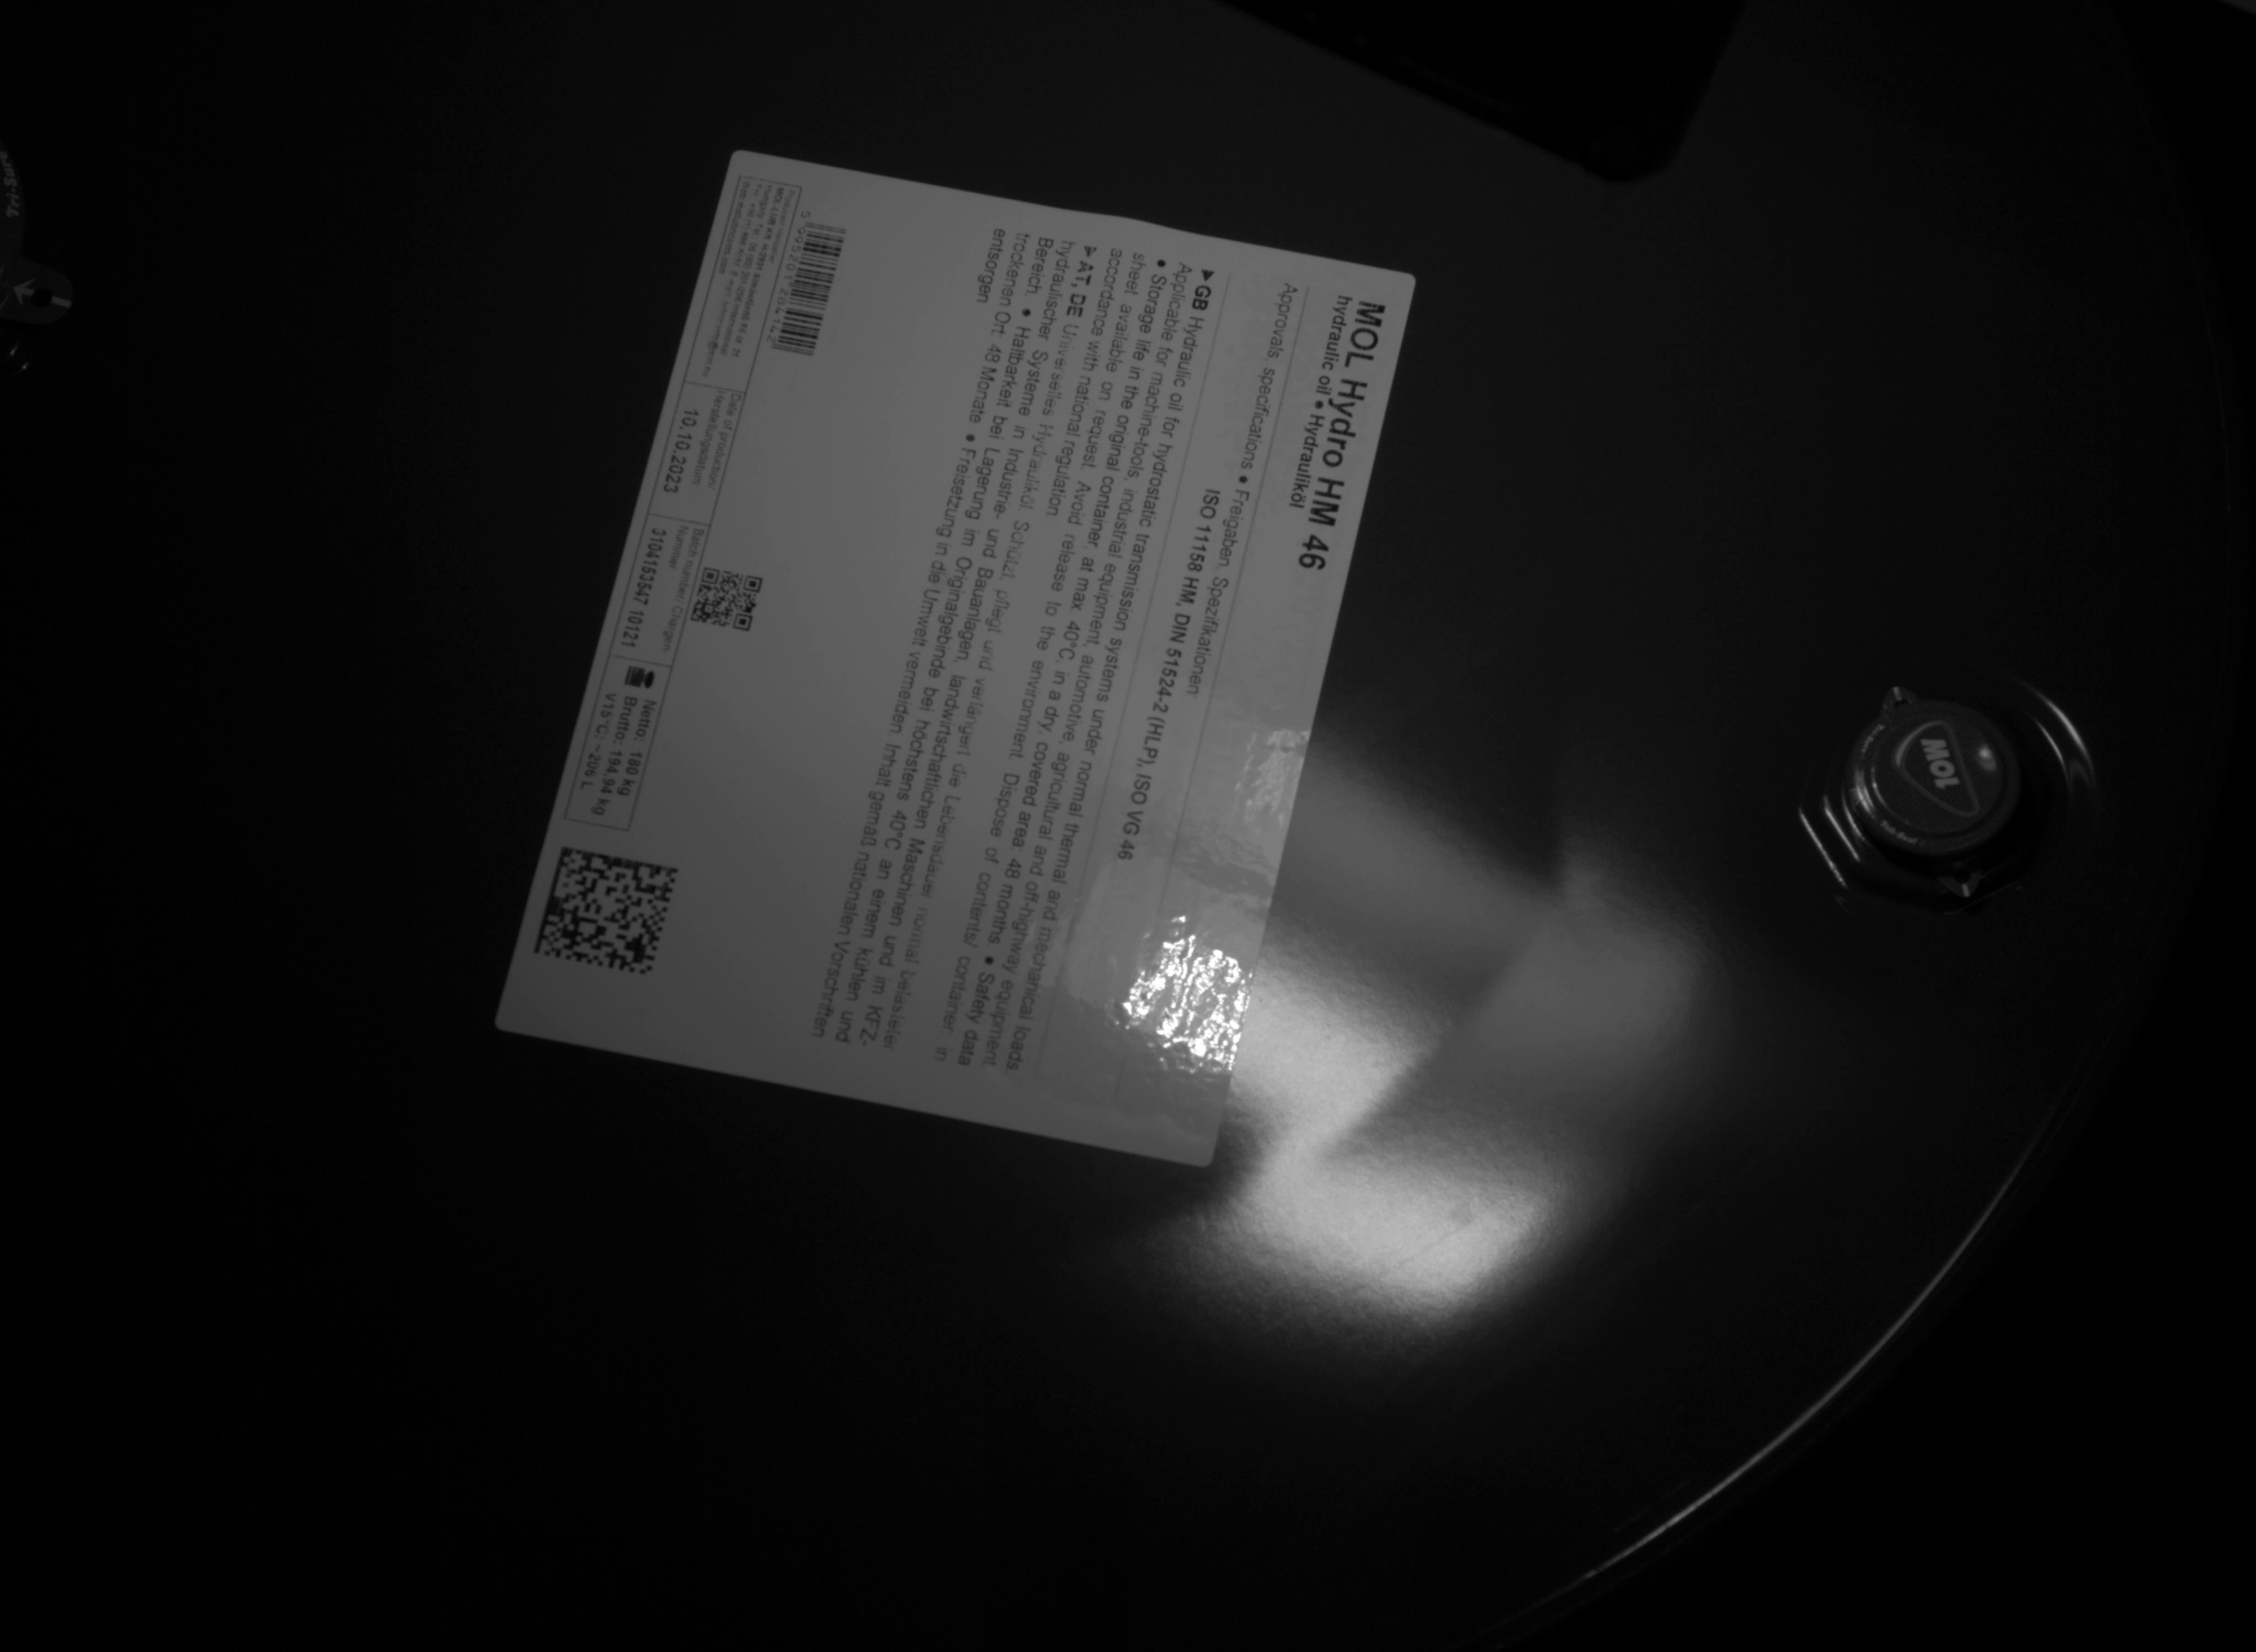 MOL Hydro HM 46
hydraulic oil • Hydrauliköl
Approvals, specifications • Freigaben, Spezifikationen:
ISO 11158 HM, DIN 51524-2 (HLP), ISO VG 46
►GB Hydraulic oil for hydrostatic transmission systems under normal thermal and mechanical loads.
Applicable for machine-tools, industrial equipment, automotive, agricultural and off-highway equipment.
• Storage life in the original container, at max. 40°C, in a dry, covered area: 48 months • Safety data
sheet available on request. Avoid release to the environment. Dispose of contents/ container in
accordance with national regulation.
►AT, DE Universelles Hydrauliköl. Schützt, pflegt und verlängert die Lebensdauer normal belasteter
hydraulischer Systeme in Industrie- und Bauanlagen, landwirtschaftlichen Maschinen und im KFZ-
Bereich. • Haltbarkeit bei Lagerung im Originalgebinde bei höchstens 40°C an einem kühlen und
trockenen Ort: 48 Monate. • Freisetzung in die Umwelt vermeiden. Inhalt gemäß nationalen Vorschriften
entsorgen.
Date of production/
Herstellungsdatum:
10.10.2023
Batch number/ Chargen-
Nummer:
3104153547 10121
Netto: 180 kg
Brutto: 194,94 kg
V15°C: ~206 L
MOL